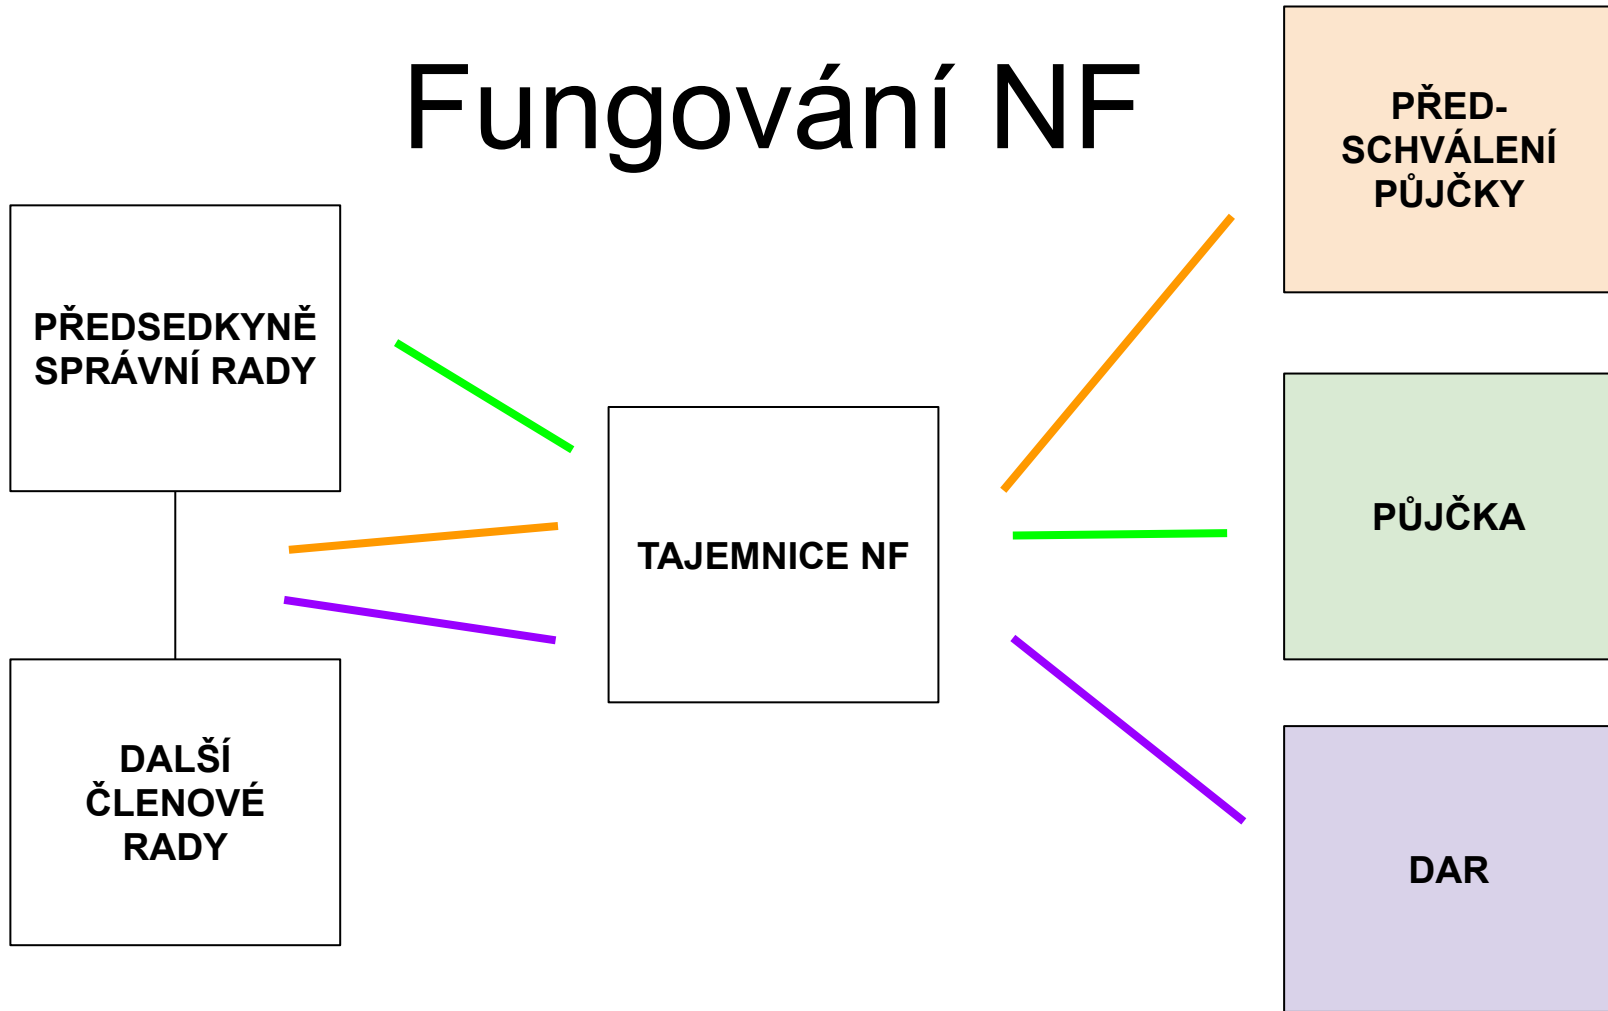 Fungování NF
PŘED-
SCHVÁLENÍ
PŮJČKY
PŘEDSEDKYNĚ
SPRÁVNÍ RADY
TAJEMNICE NF
PŮJČKA
DALŠÍ
ČLENOVÉ
RADY
DAR